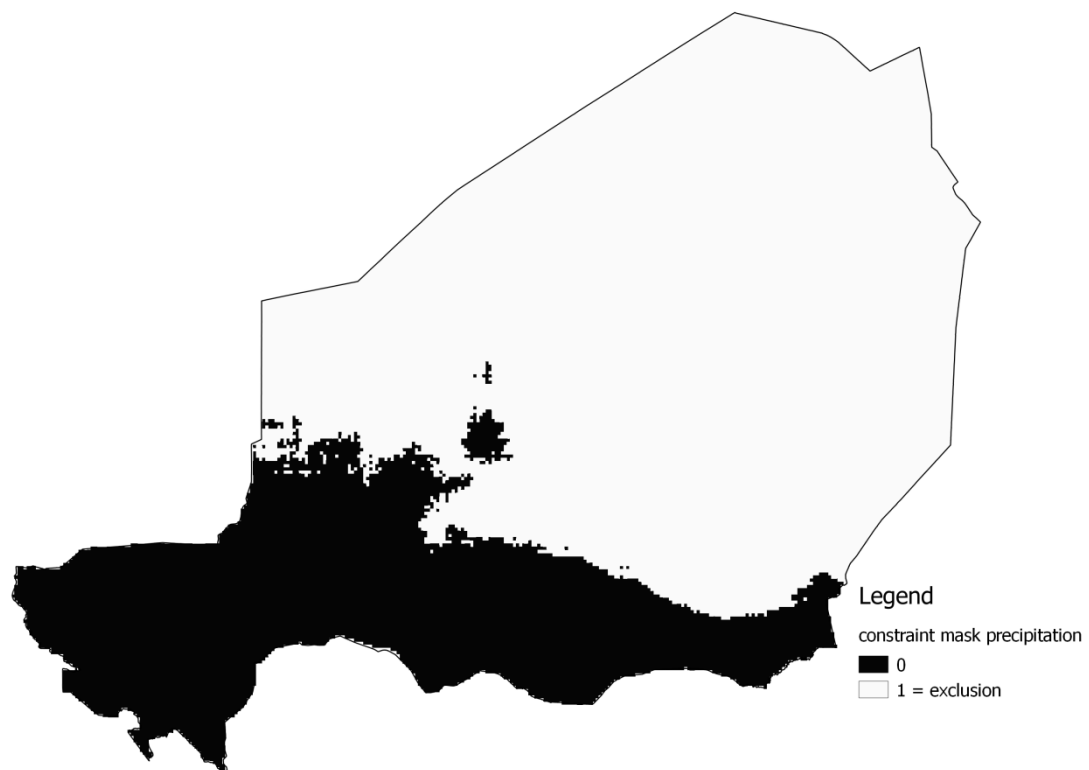 Legend
constraint mask precipitation
0
1 = exclusion